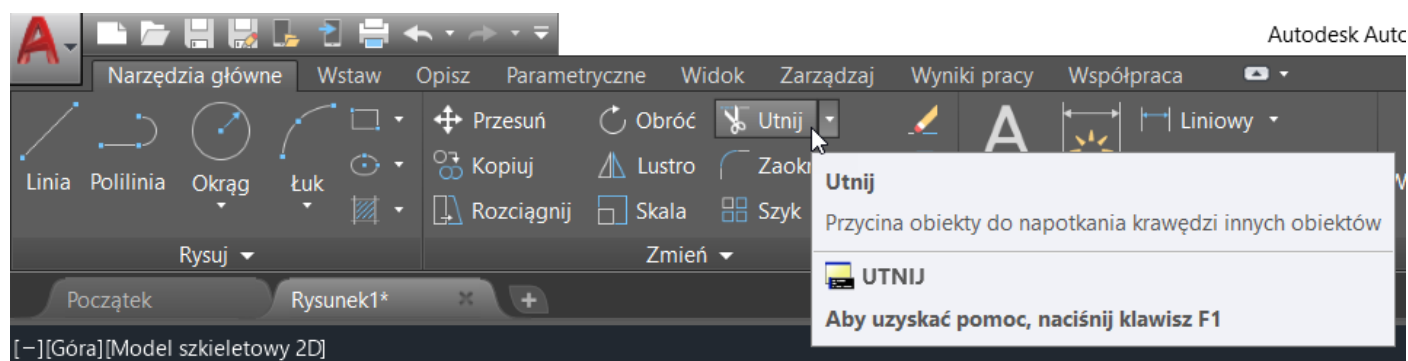 Autodesk Auto
Narzędzia główne Wstaw Opisz Parametryczne Widok Zarządzaj Wyniki pracy Współpraca
Przesuń Obróć Utnij A Liniowy
Kopiuj Lustro
Linia Polilinia Okrąg Łuk
Rozciągnij Skala Szyk
Rysuj Zmień
Utnij
Przycina obiekty do napotkania krawędzi innych obiektów
UTNIJ
Aby uzyskać pomoc, naciśnij klawisz F1
Początek Rysunek1*
[−][Góra][Model szkieletowy 2D]